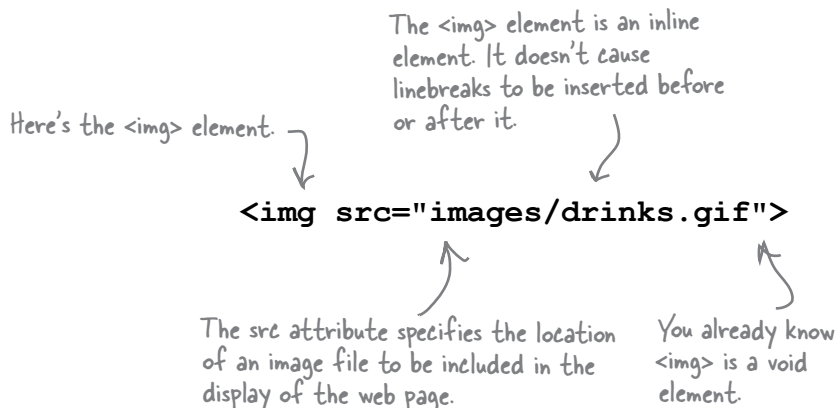 The <img> element is an inline
element. It doesn't cause
linebreaks to be inserted before
or after it.
Here's the <img> element.
<img src="images/drinks.gif">
The src attribute specifies the location
of an image file to be included in the
display of the web page.
You already know
<img> is a void
element.